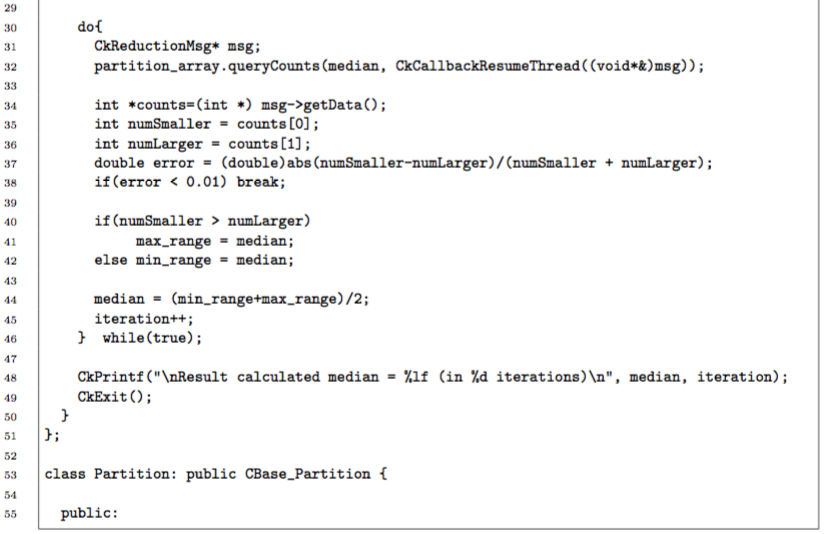 29
30 do{
31 CkReductionMsg* msg;
32 partition_array.queryCounts(median, CkCallbackResumeThread((void*&)msg));
33
34 int *counts=(int *) msg->getData();
35 int numSmaller = counts[0];
36 int numLarger = counts[1];
37 double error = (double)abs(numSmaller-numLarger)/(numSmaller + numLarger);
38 if(error < 0.01) break;
39
40 if(numSmaller > numLarger)
41 max_range = median;
42 else min_range = median;
43
44 median = (min_range+max_range)/2;
45 iteration++;
46 } while(true);
47
48 CkPrintf("\nResult calculated median = %lf (in %d iterations)\n", median, iteration);
49 CkExit();
50 }
51 };
52
53 class Partition: public CBase_Partition {
54
55 public: